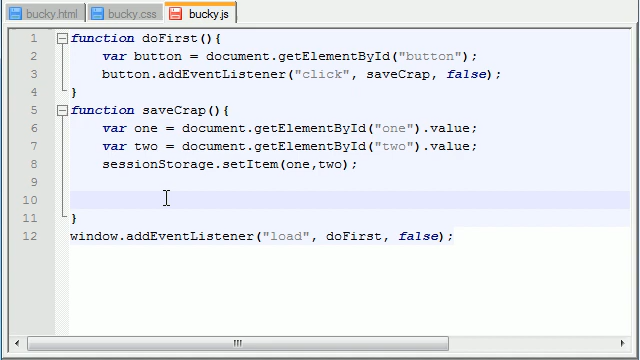 bucky.html bucky.css bucky.js
1 function doFirst(){
2 var button = document.getElementById("button");
3 button.addEventListener("click", saveCrap, false);
4 }
5 function saveCrap(){
6 var one = document.getElementById("one").value;
7 var two = document.getElementById("two").value;
8 sessionStorage.setItem(one,two);
9
10
11 }
12 window.addEventListener("load", doFirst, false);